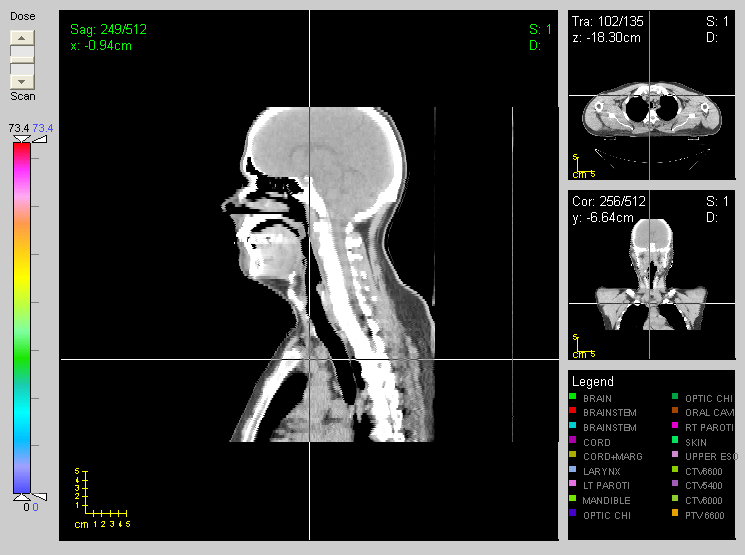 Dose
Scan
73.4 73.4
0 0
Sag: 249/512
x: -0.94cm
S: 1
D:
5
4
3
2
1
cm 1 2 3 4 5
Tra: 102/135
z: -18.30cm
S: 1
D:
5
cm 5
Cor: 256/512
y: -6.64cm
S: 1
D:
5
cm 5
Legend
BRAIN
BRAINSTEM
BRAINSTEM
CORD
CORD+MARG
LARYNX
LT PAROTI
MANDIBLE
OPTIC CHI
OPTIC CHI
ORAL CAV
RT PAROTI
SKIN
UPPER ESO
CTV6600
CTV5400
CTV6000
PTV6600